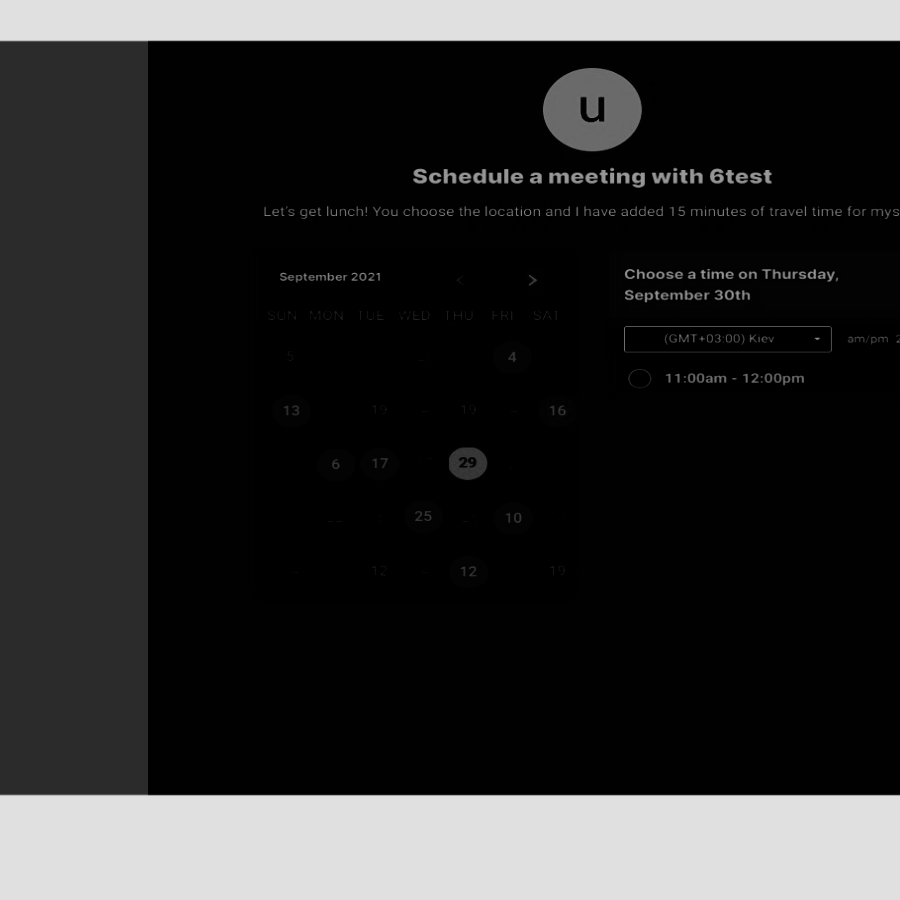 u
Schedule a meeting with 6test
Let's get lunch! You choose the location and I have added 15 minutes of travel time for mys
September 2021
Choose a time on Thursday,
September 30th
SUN MON TUE WED THU FRI SAT
(GMT+03:00) Kiev
am/pm 2
5 4
11:00am - 12:00pm
13 19 19 16
6 17 29
25 10
12 12 19